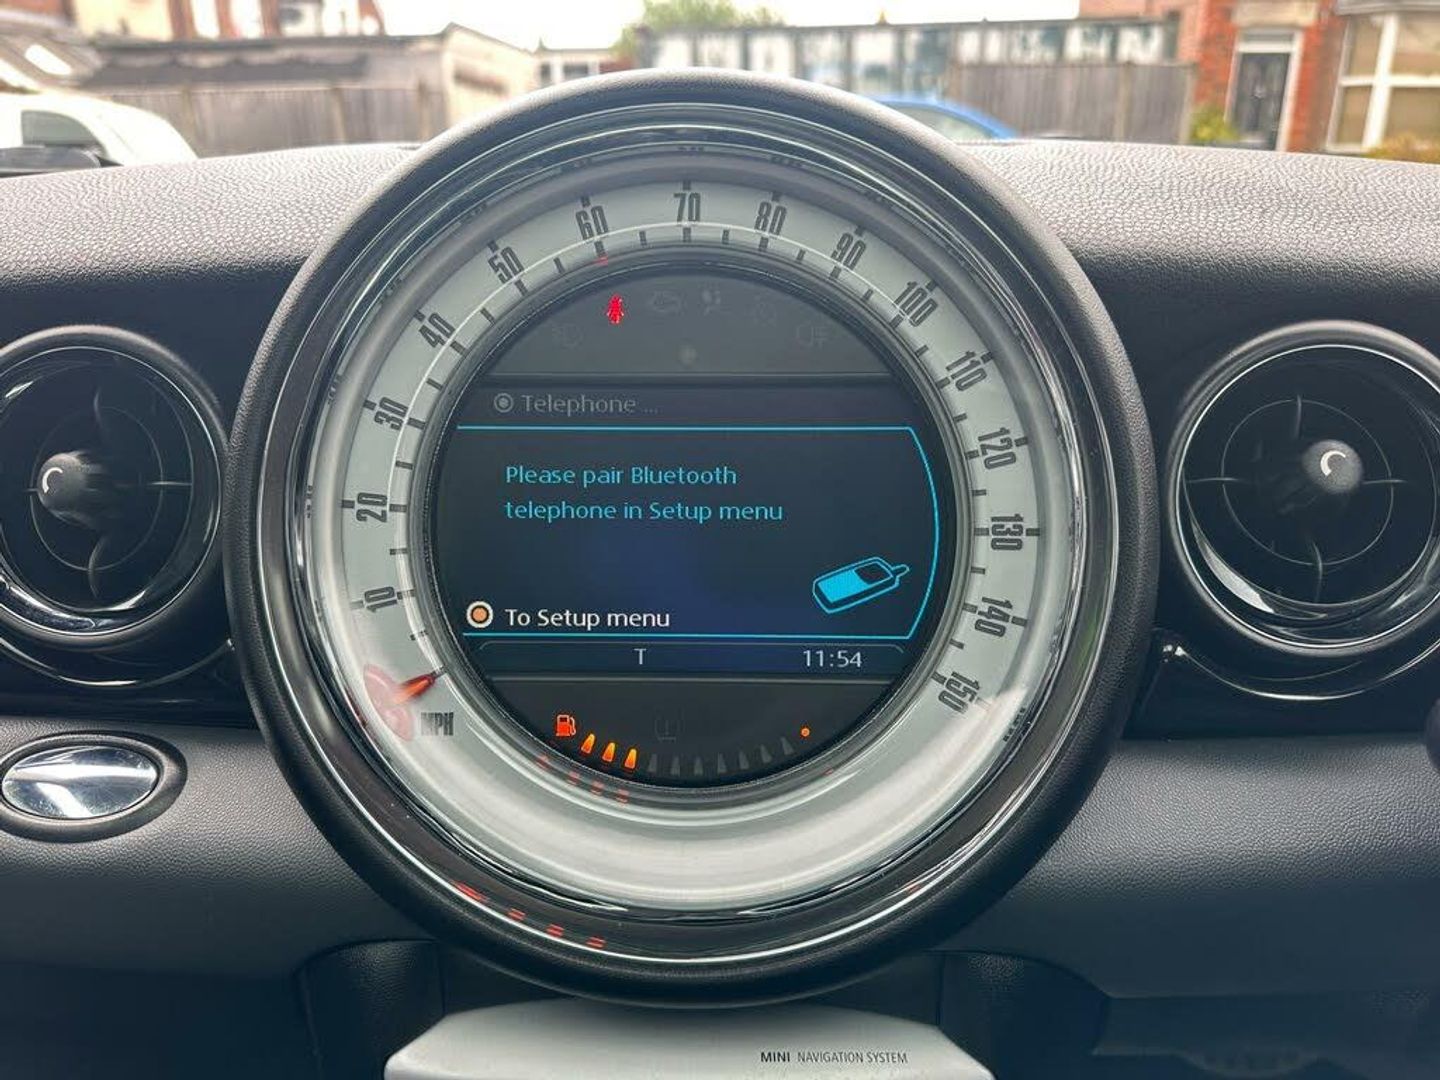 10
20
30
40
50
60
70
80
90
100
110
120
130
140
150
MPH
Telephone ...
Please pair Bluetooth
telephone in Setup menu
To Setup menu
T 11:54
MINI NAVIGATION SYSTEM